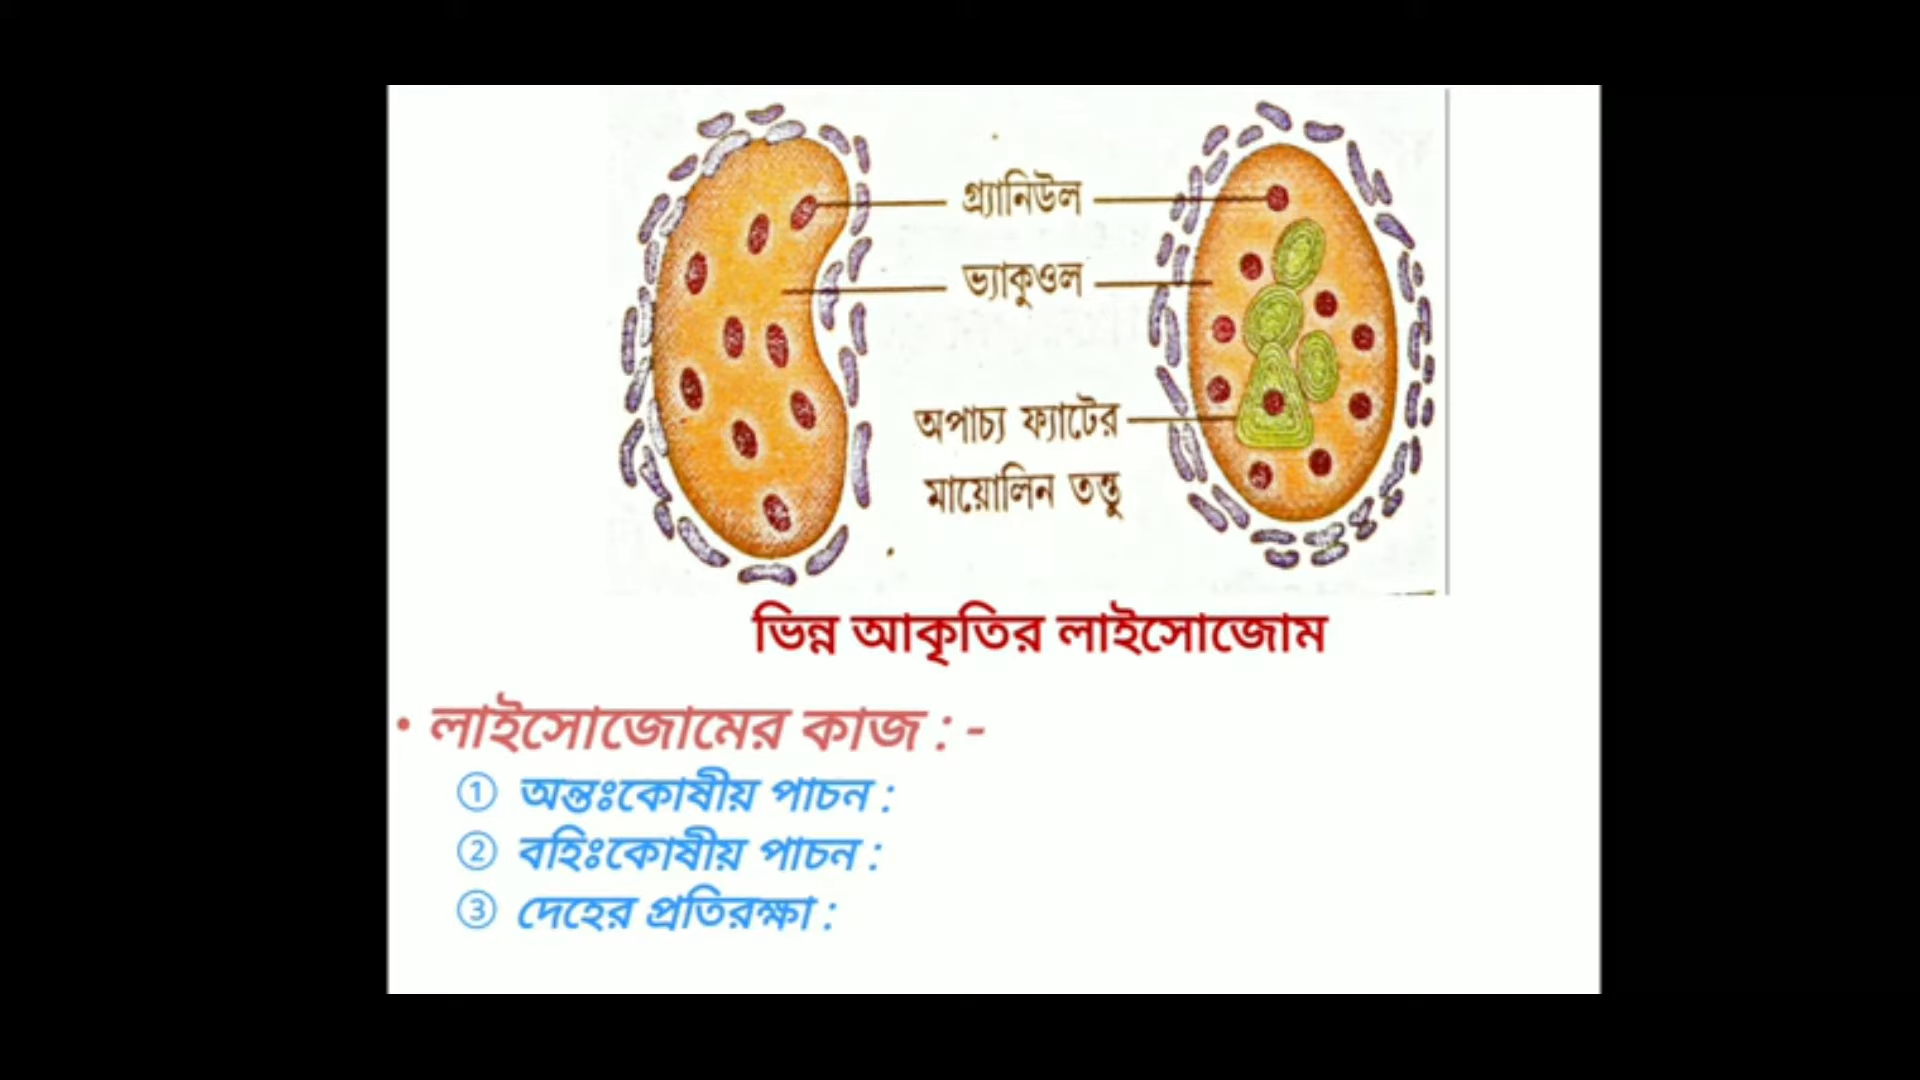 গ্র্যানিউল
ভ্যাকুওল
অপাচ্য ফ্যাটের
মায়োলিন তন্তু
ভিন্ন আকৃতির লাইসোজোম
• লাইসোজোমের কাজ : -
① অন্তঃকোষীয় পাচন :
② বহিঃকোষীয় পাচন :
③ দেহের প্রতিরক্ষা :